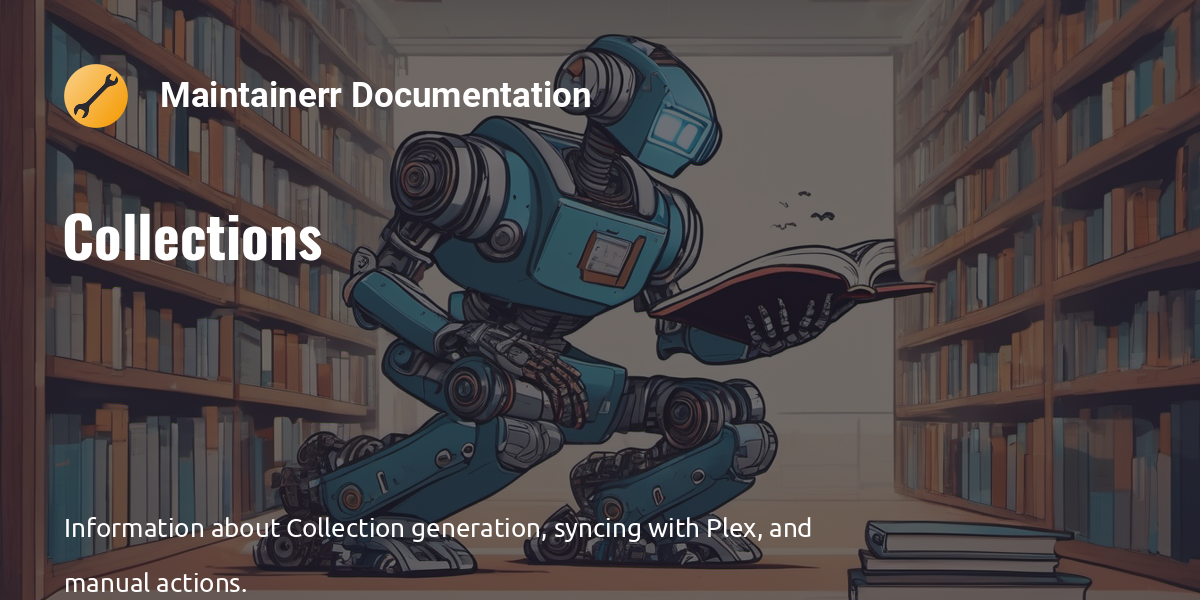 Maintainerr Documentation
Collections
Information about Collection generation, syncing with Plex, and
manual actions.